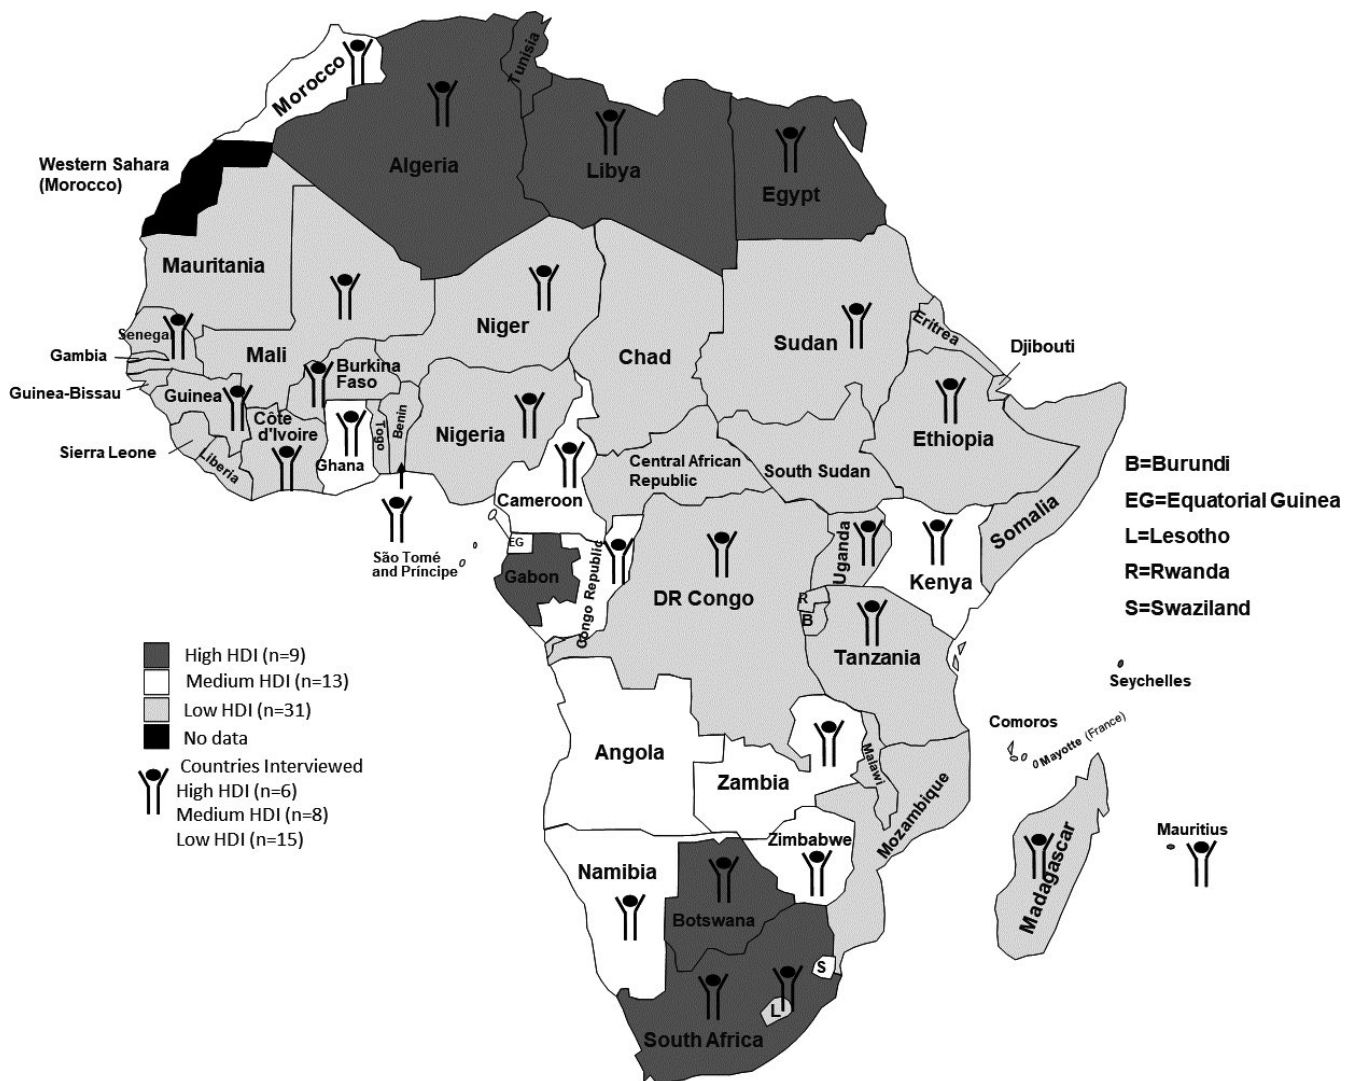 Tunisia
Morocco
Algeria
Libya
Egypt
Western Sahara
(Morocco)
Mauritania
Niger
Mali
Chad
Sudan
Eritrea
Djibouti
Senegal
Gambia
Guinea-Bissau
Guinea
Sierra Leone
Liberia
Côte
d'Ivoire
Burkina
Faso
Ghana
Togo
Benin
Nigeria
Cameroon
Central African
Republic
South Sudan
Ethiopia
Somalia
São Tomé
and Príncipe
EG
Gabon
Congo Republic
DR Congo
Uganda
Kenya
R
B
Tanzania
Angola
Zambia
Malawi
Mozambique
Zimbabwe
Namibia
Botswana
South Africa
S
L
Comoros
Mayotte (France)
Seychelles
Madagascar
Mauritius
B=Burundi
EG=Equatorial Guinea
L=Lesotho
R=Rwanda
S=Swaziland
High HDI (n=9)
Medium HDI (n=13)
Low HDI (n=31)
No data
Countries Interviewed
High HDI (n=6)
Medium HDI (n=8)
Low HDI (n=15)